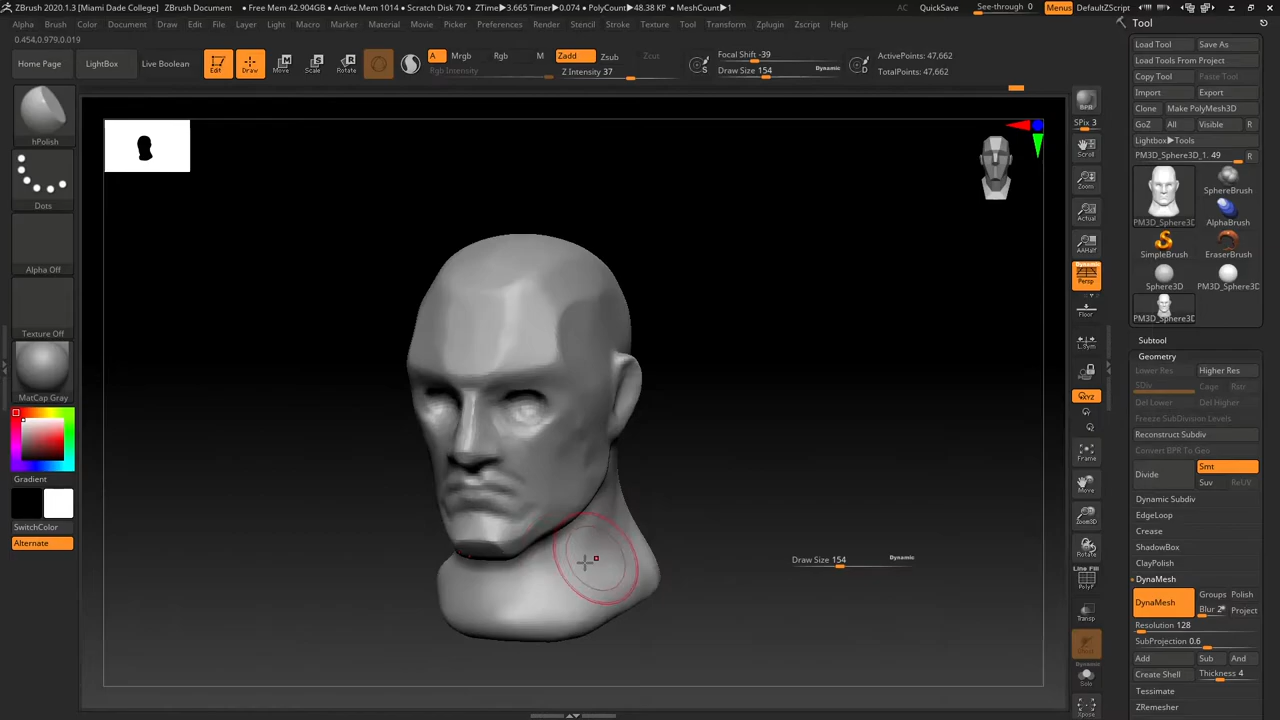 ZBrush 2020.1.3 [Miami Dade College] ZBrush Document • Free Mem 42.904GB • Active Mem 1014 • Scratch Disk 70 • ZTime▶3.665 Timer▶0.074 • PolyCount▶48.38 KP • MeshCount▶1 AC QuickSave See-through 0 Menus DefaultZScript
Alpha Brush Color Document Draw Edit File Layer Light Macro Marker Material Movie Picker Preferences Render Stencil Stroke Texture Tool Transform Zplugin Zscript
0.454,0.979,0.019
Home Page LightBox Live Boolean Edit Draw Move Scale Rotate
A Mrgb Rgb M Zadd Zsub Zcut
Rgb Intensity Z Intensity 37
Focal Shift -39
Draw Size 154 Dynamic
ActivePoints: 47,662
TotalPoints: 47,662
hPolish
Dots
Alpha Off
Texture Off
MatCap Gray
Gradient
SwitchColor
Alternate
Draw Size 154 Dynamic
BPR
SPix 3
Scroll
Zoom
Actual
AAHalf
Dynamic
Persp
Floor
L.Sym
XYZ
Frame
Move
Zoom3D
Rotate
Line Fill
PolyF
Transp
Dynamic
Solo
Xpose
Tool
Load Tool Save As
Load Tools From Project
Copy Tool Paste Tool
Import Export
Clone Make PolyMesh3D
GoZ All Visible R
Lightbox▶Tools
PM3D_Sphere3D_1. 49 R
SphereBrush
PM3D_Sphere3D AlphaBrush
SimpleBrush EraserBrush
Sphere3D PM3D_Sphere3D
PM3D_Sphere3D
Subtool
Geometry
Lower Res Higher Res
SDiv Cage Rstr
Del Lower Del Higher
Freeze SubDivision Levels
Reconstruct Subdiv
Convert BPR To Geo
Divide Smt
Suv ReUV
Dynamic Subdiv
EdgeLoop
Crease
ShadowBox
ClayPolish
DynaMesh
DynaMesh Groups Polish
Blur 2 Project
Resolution 128
SubProjection 0.6
Add Sub And
Create Shell Thickness 4
Tessimate
ZRemesher